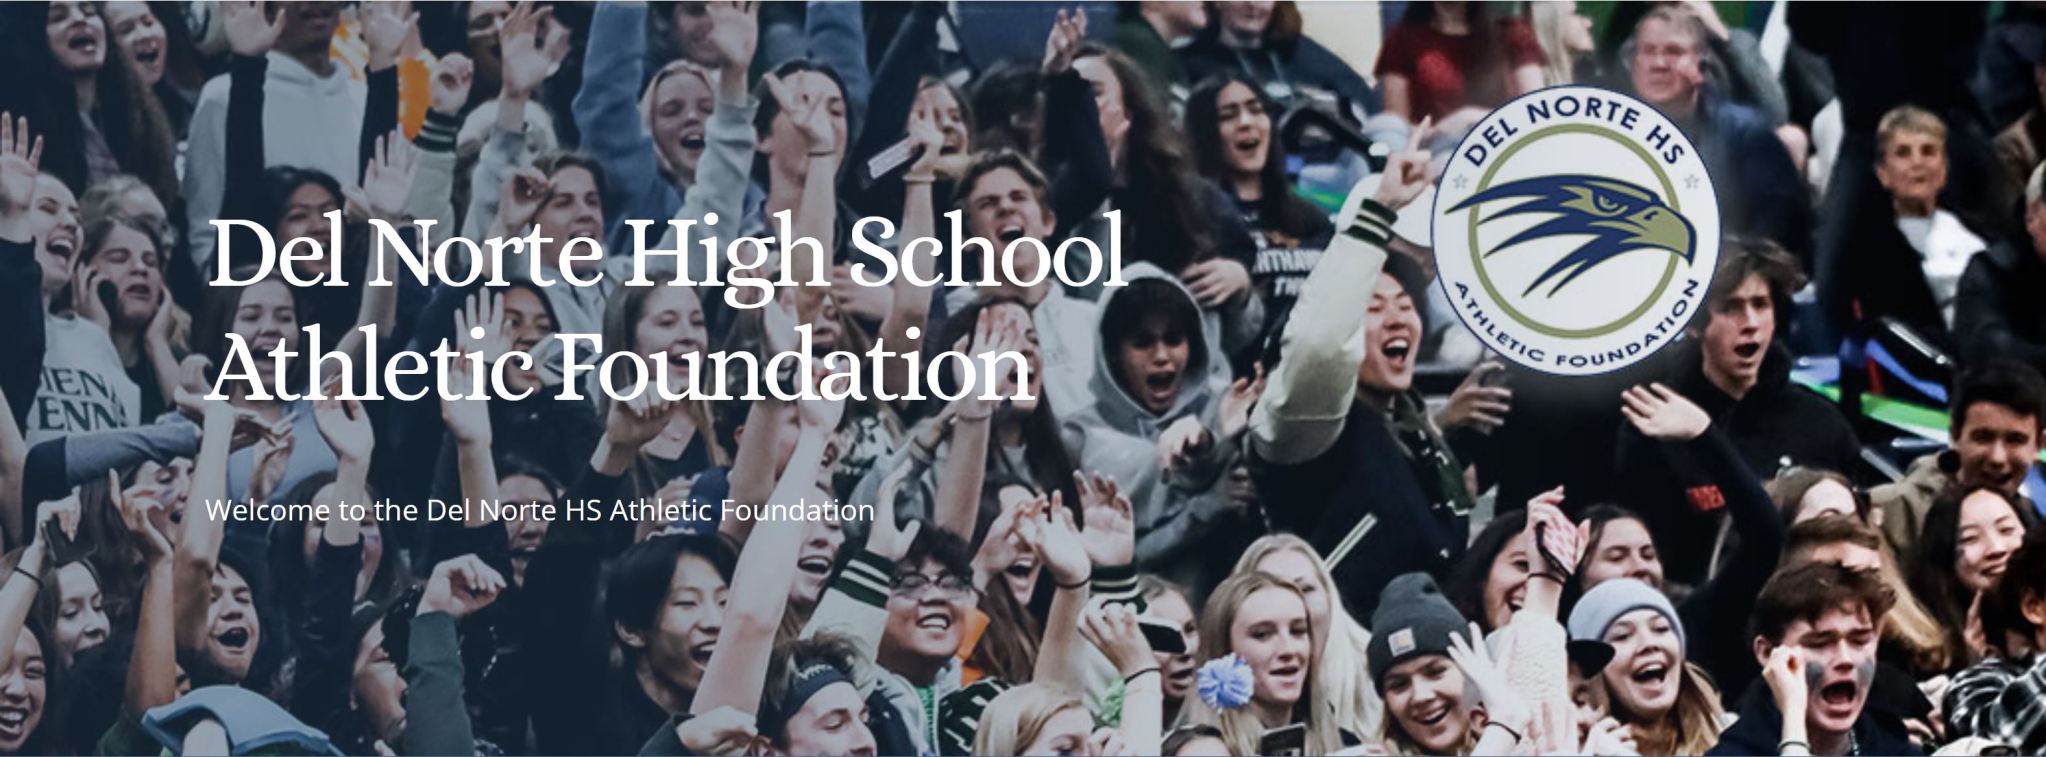 Del Norte High School
Athletic Foundation
Welcome to the Del Norte HS Athletic Foundation
DEL NORTE HS
ATHLETIC FOUNDATION